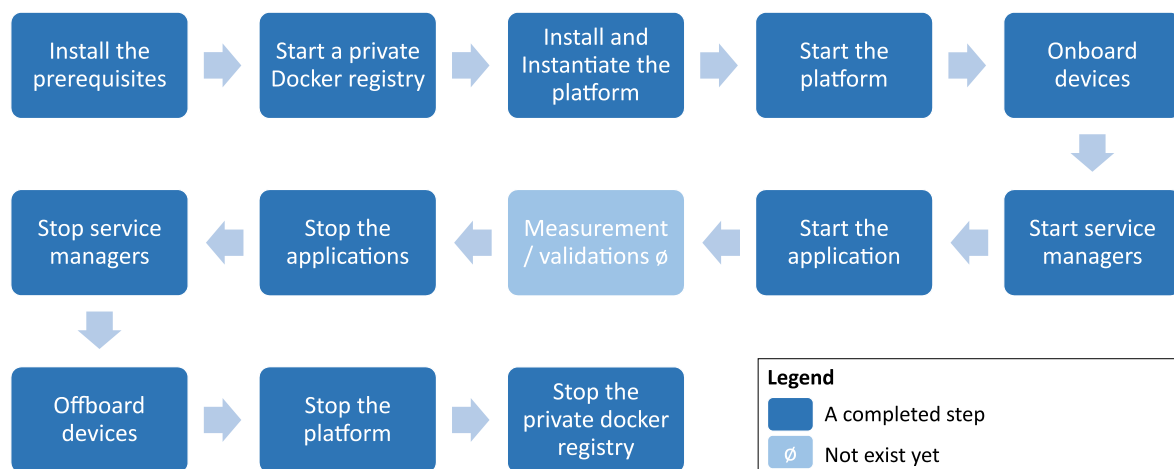 Install the
prerequisites
Start a private
Docker registry
Install and
Instantiate the
platform
Start the
platform
Onboard
devices
Start service
managers
Start the
application
Measurement
/ validations ø
Stop the
applications
Stop service
managers
Offboard
devices
Stop the
platform
Stop the
private docker
registry
Legend
A completed step
ø Not exist yet